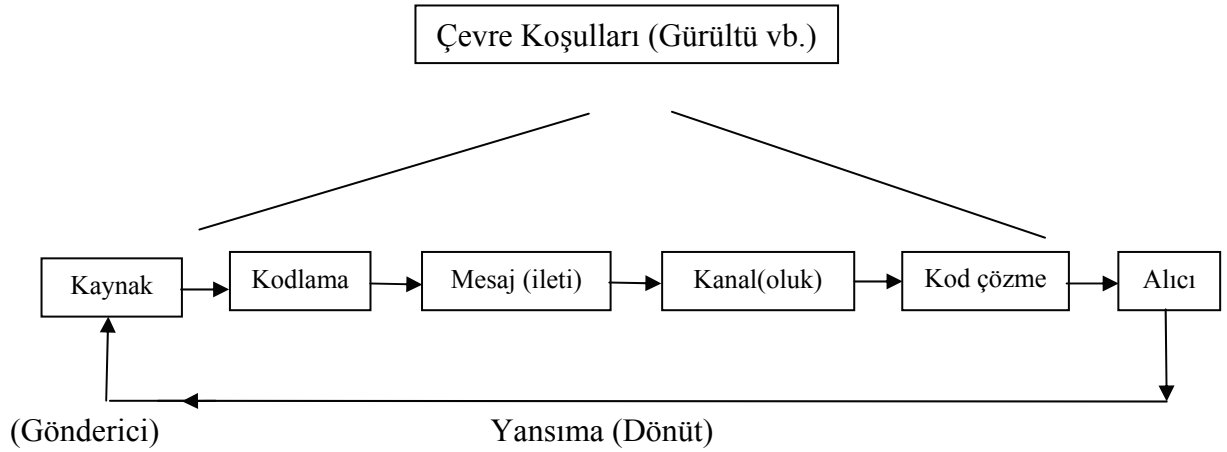 Çevre Koşulları (Gürültü vb.)
Kaynak
Kodlama
Mesaj (ileti)
Kanal(oluk)
Kod çözme
Alıcı
(Gönderici)
Yansıma (Dönüt)